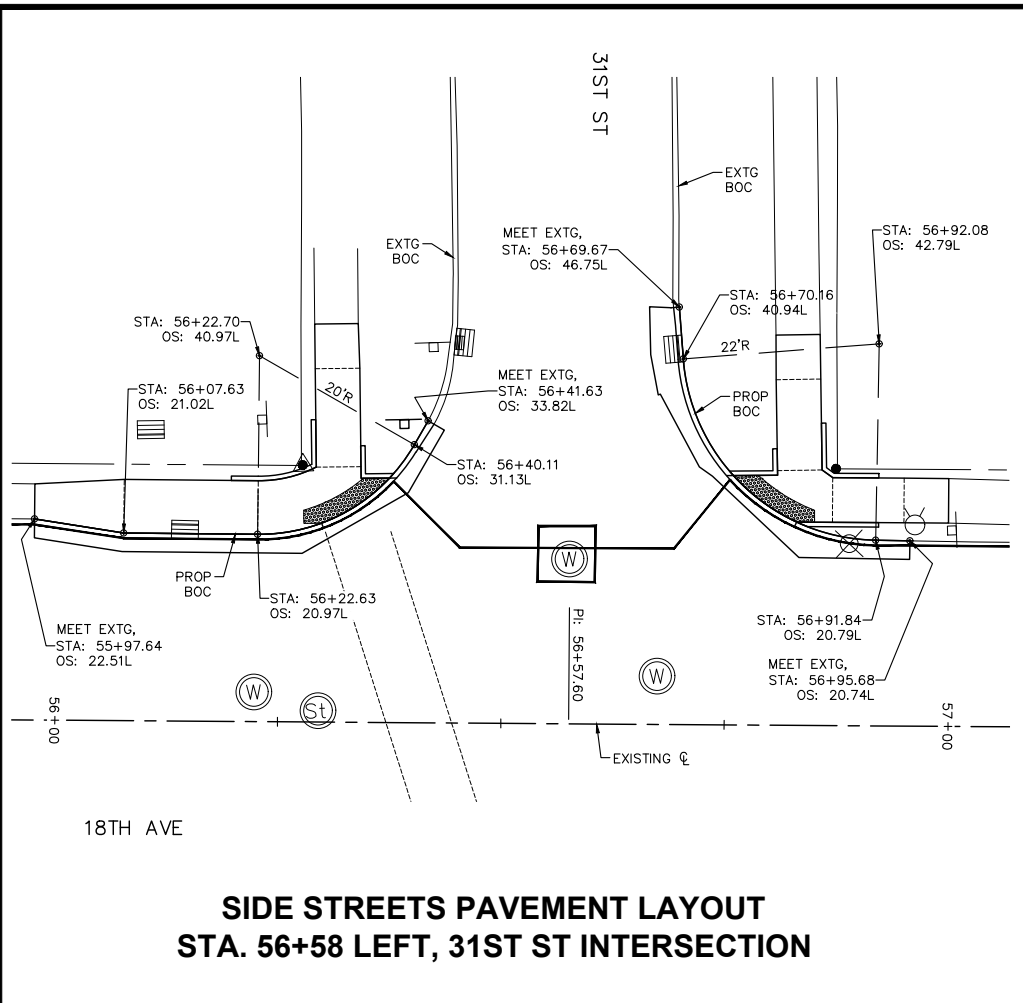 31ST ST
EXTG
BOC
MEET EXTG,
STA: 56+69.67
OS: 46.75L
STA: 56+92.08
OS: 42.79L
EXTG
BOC
STA: 56+70.16
OS: 40.94L
STA: 56+22.70
OS: 40.97L
22'R
STA: 56+07.63
OS: 21.02L
20'R
MEET EXTG,
STA: 56+41.63
OS: 33.82L
PROP
BOC
STA: 56+40.11
OS: 31.13L
W
PROP
BOC
STA: 56+22.63
OS: 20.97L
MEET EXTG,
STA: 55+97.64
OS: 22.51L
PI: 56+57.60
STA: 56+91.84
OS: 20.79L
MEET EXTG,
STA: 56+95.68
OS: 20.74L
W
St
W
56+00
57+00
EXISTING ℄
18TH AVE
SIDE STREETS PAVEMENT LAYOUT
STA. 56+58 LEFT, 31ST ST INTERSECTION